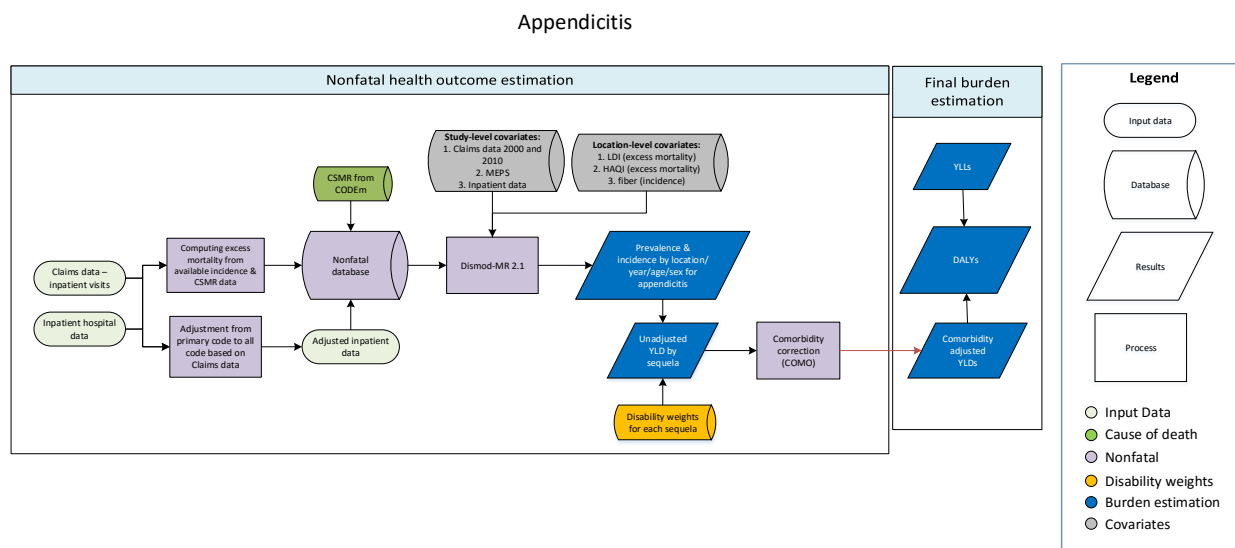 Appendicitis
Nonfatal health outcome estimation
Final burden
estimation
Legend
Study-level covariates:
1. Claims data 2000 and
2010
2. MEPS
3. Inpatient data
Location-level covariates:
1. LDI (excess mortality)
2. HAQI (excess mortality)
3. fiber (incidence)
CSMR from
CODEm
Claims data –
inpatient visits
Inpatient hospital
data
Computing excess
mortality from
available incidence &
CSMR data
Adjustment from
primary code to all
code based on
Claims data
Nonfatal
database
Adjusted inpatient data
Dismod-MR 2.1
Prevalence &
incidence by location/
year/age/sex for
appendicitis
Unadjusted
YLD by
sequela
Disability weights
for each sequela
Comorbidity
correction
(COMO)
YLLs
DALYs
Comorbidity
adjusted
YLDs
Input data
Database
Results
Process
Input Data
Cause of death
Nonfatal
Disability weights
Burden estimation
Covariates